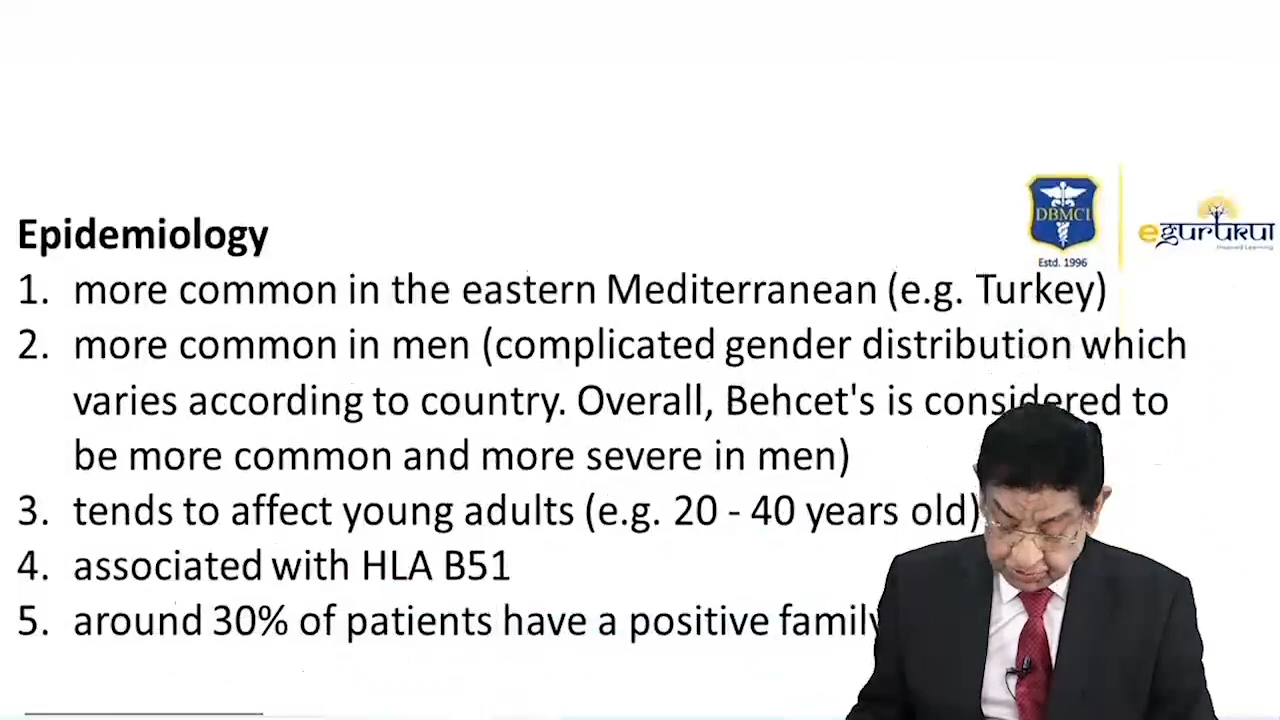 DBMCI
Estd. 1996
egurukul
Inspired Learning
Epidemiology
1. more common in the eastern Mediterranean (e.g. Turkey)
2. more common in men (complicated gender distribution which
varies according to country. Overall, Behcet's is considered to
be more common and more severe in men)
3. tends to affect young adults (e.g. 20 - 40 years old)
4. associated with HLA B51
5. around 30% of patients have a positive family